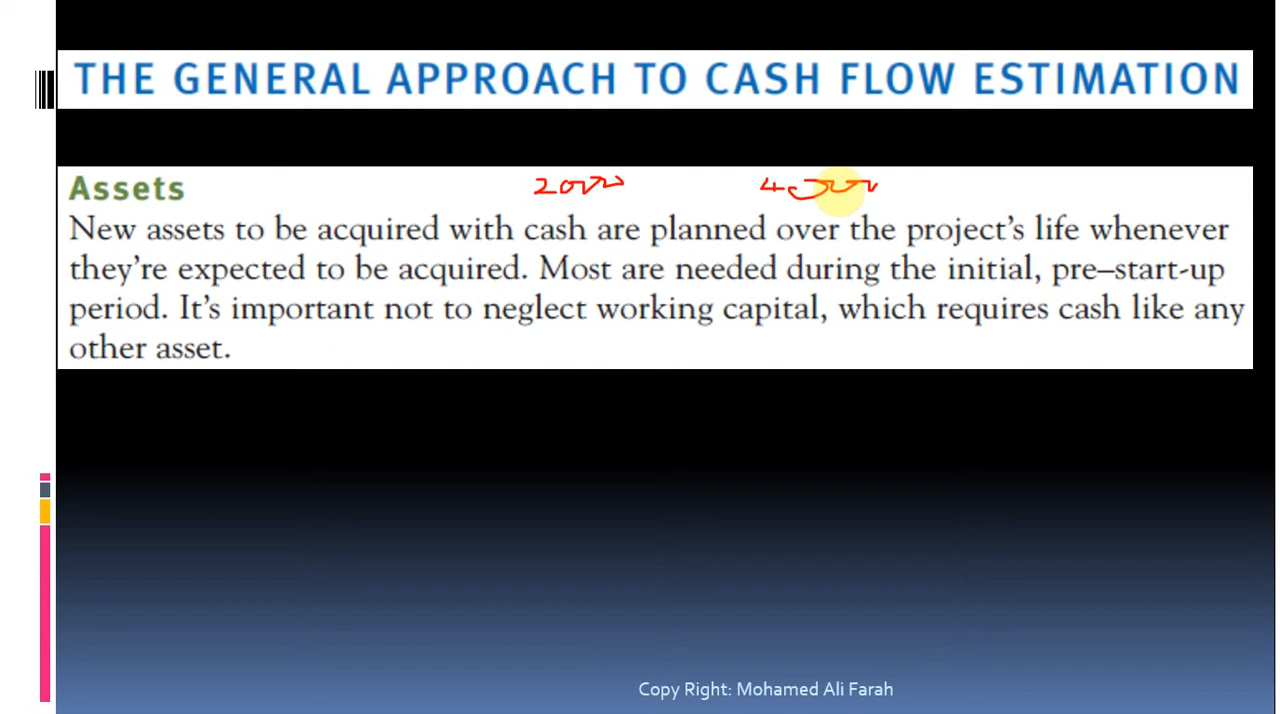 THE GENERAL APPROACH TO CASH FLOW ESTIMATION
Assets
New assets to be acquired with cash are planned over the project's life whenever
they're expected to be acquired. Most are needed during the initial, pre–start-up
period. It's important not to neglect working capital, which requires cash like any
other asset.
Copy Right: Mohamed Ali Farah